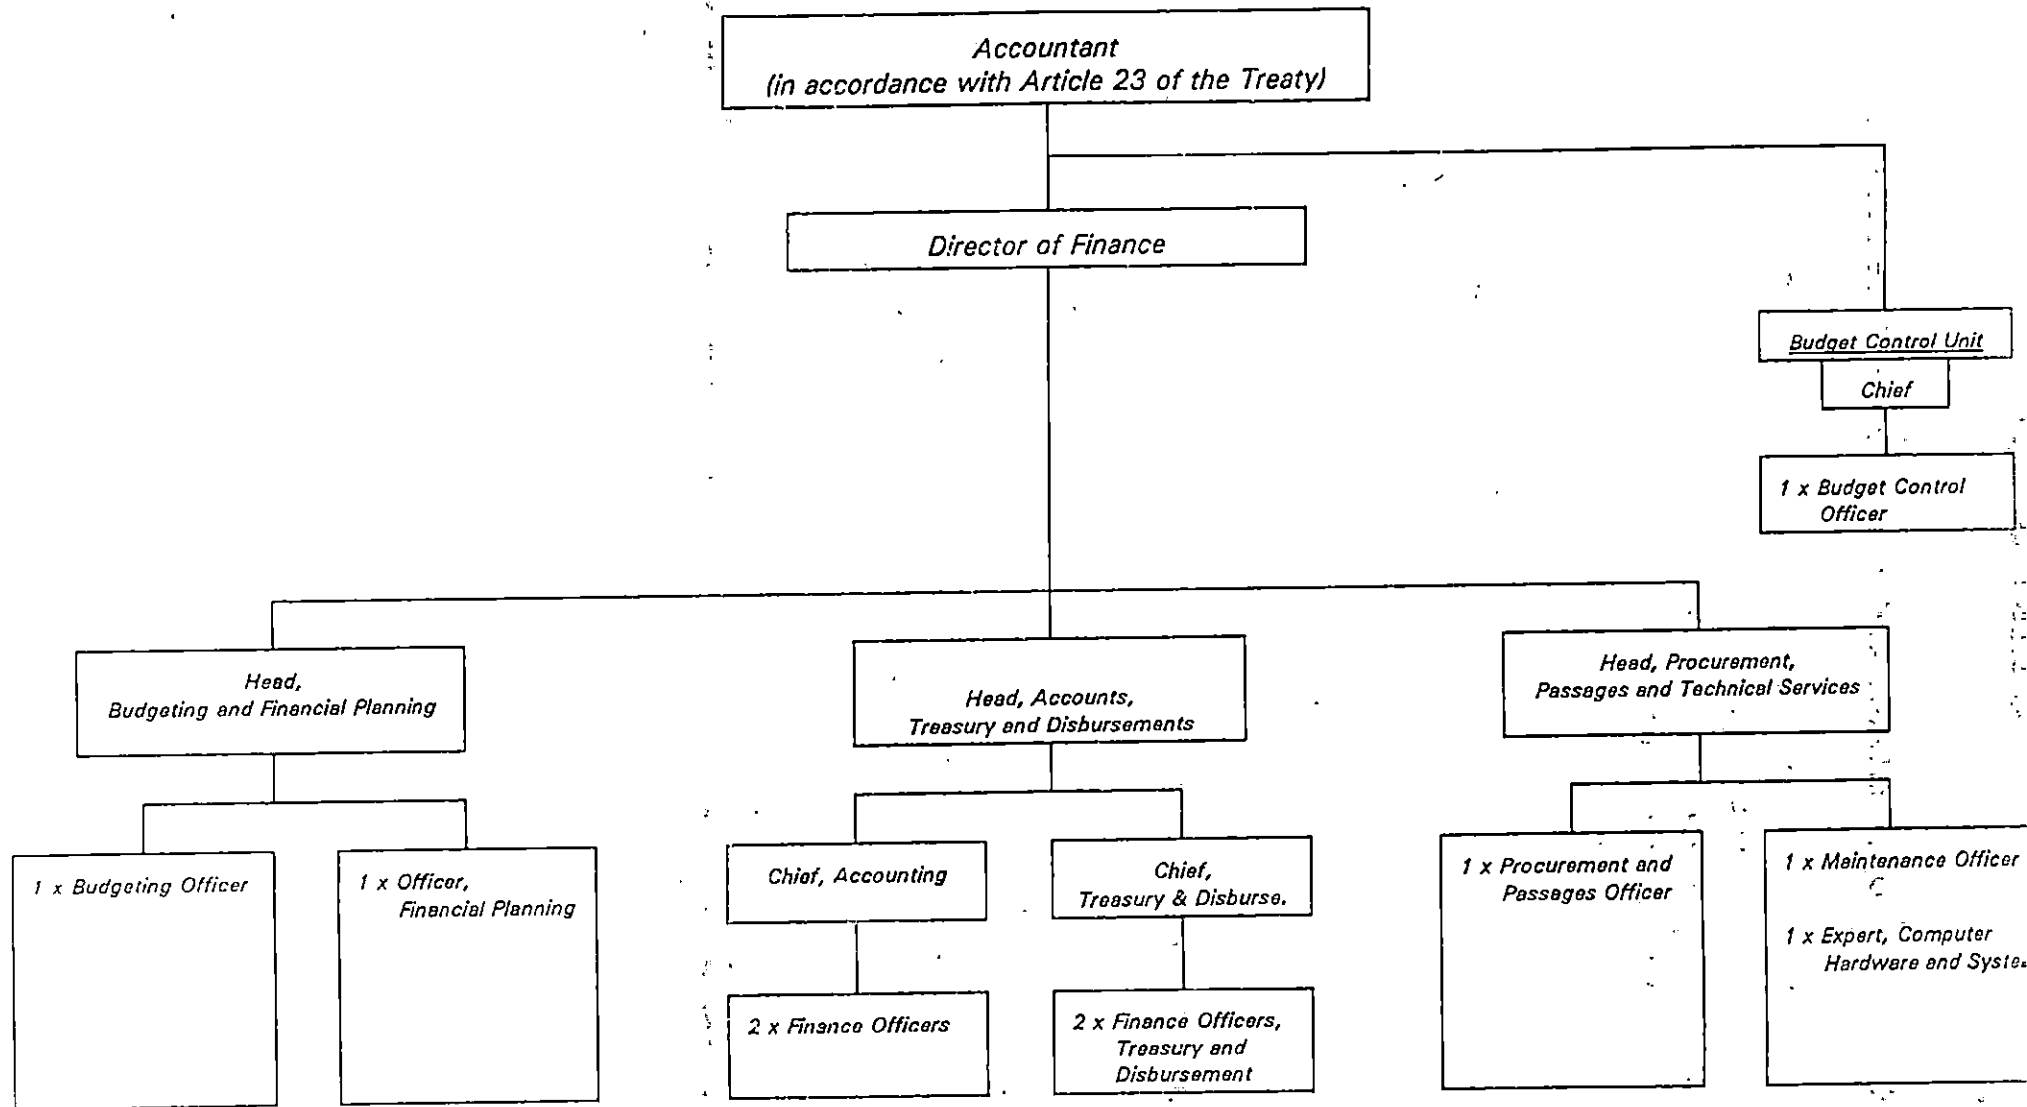 Accountant
(in accordance with Article 23 of the Treaty)
Director of Finance
Budget Control Unit
Chief
1 x Budget Control
Officer
Head,
Budgeting and Financial Planning
Head, Accounts,
Treasury and Disbursements
Head, Procurement,
Passages and Technical Services
1 x Budgeting Officer
1 x Officer,
Financial Planning
Chief, Accounting
Chief,
Treasury & Disburse.
1 x Procurement and
Passages Officer
1 x Maintenance Officer
1 x Expert, Computer
Hardware and
2 x Finance Officers
2 x Finance Officers,
Treasury and
Disbursement